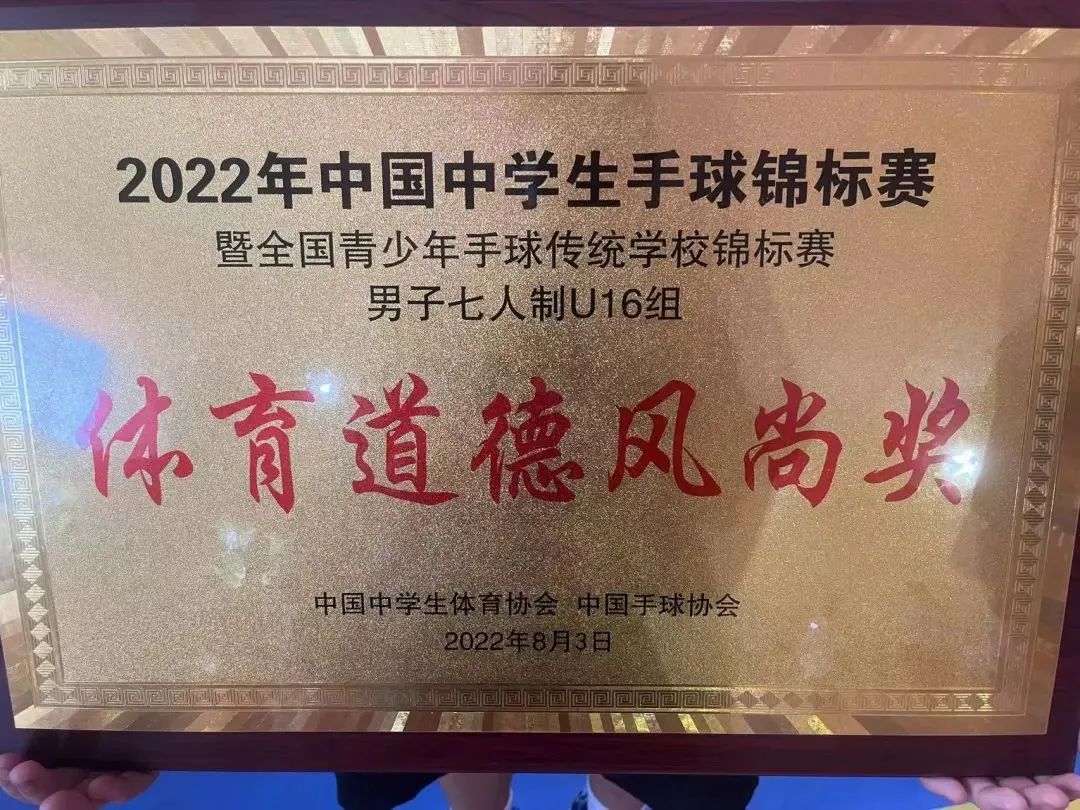 2022年中国中学生手球锦标赛
暨全国青少年手球传统学校锦标赛
男子七人制U16组
体育道德风尚奖
中国中学生体育协会 中国手球协会
2022年8月3日